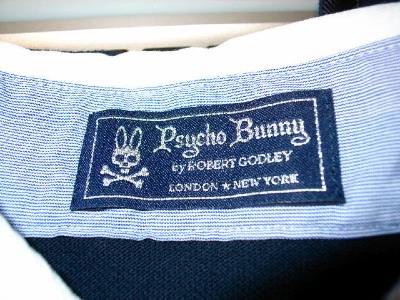 Psycho Bunny
by ROBERT GODLEY
LONDON ★ NEW YORK